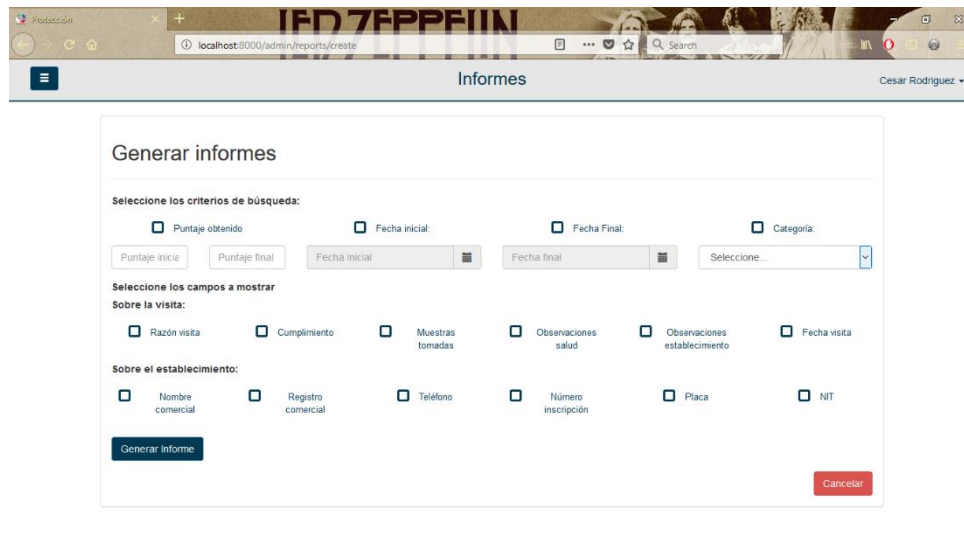 Protección
LED ZEPPELIN
localhost:8000/admin/reports/create
Search
Informes
Cesar Rodriguez
Generar informes
Seleccione los criterios de búsqueda:
Puntaje obtenido
Fecha inicial:
Fecha Final:
Categoría:
Puntaje inicia
Puntaje final
Fecha inicial
Fecha final
Seleccione...
Seleccione los campos a mostrar
Sobre la visita:
Razón visita
Cumplimiento
Muestras
tomadas
Observaciones
salud
Observaciones
establecimiento
Fecha visita
Sobre el establecimiento:
Nombre
comercial
Registro
comercial
Teléfono
Número
inscripción
Placa
NIT
Generar Informe
Cancelar